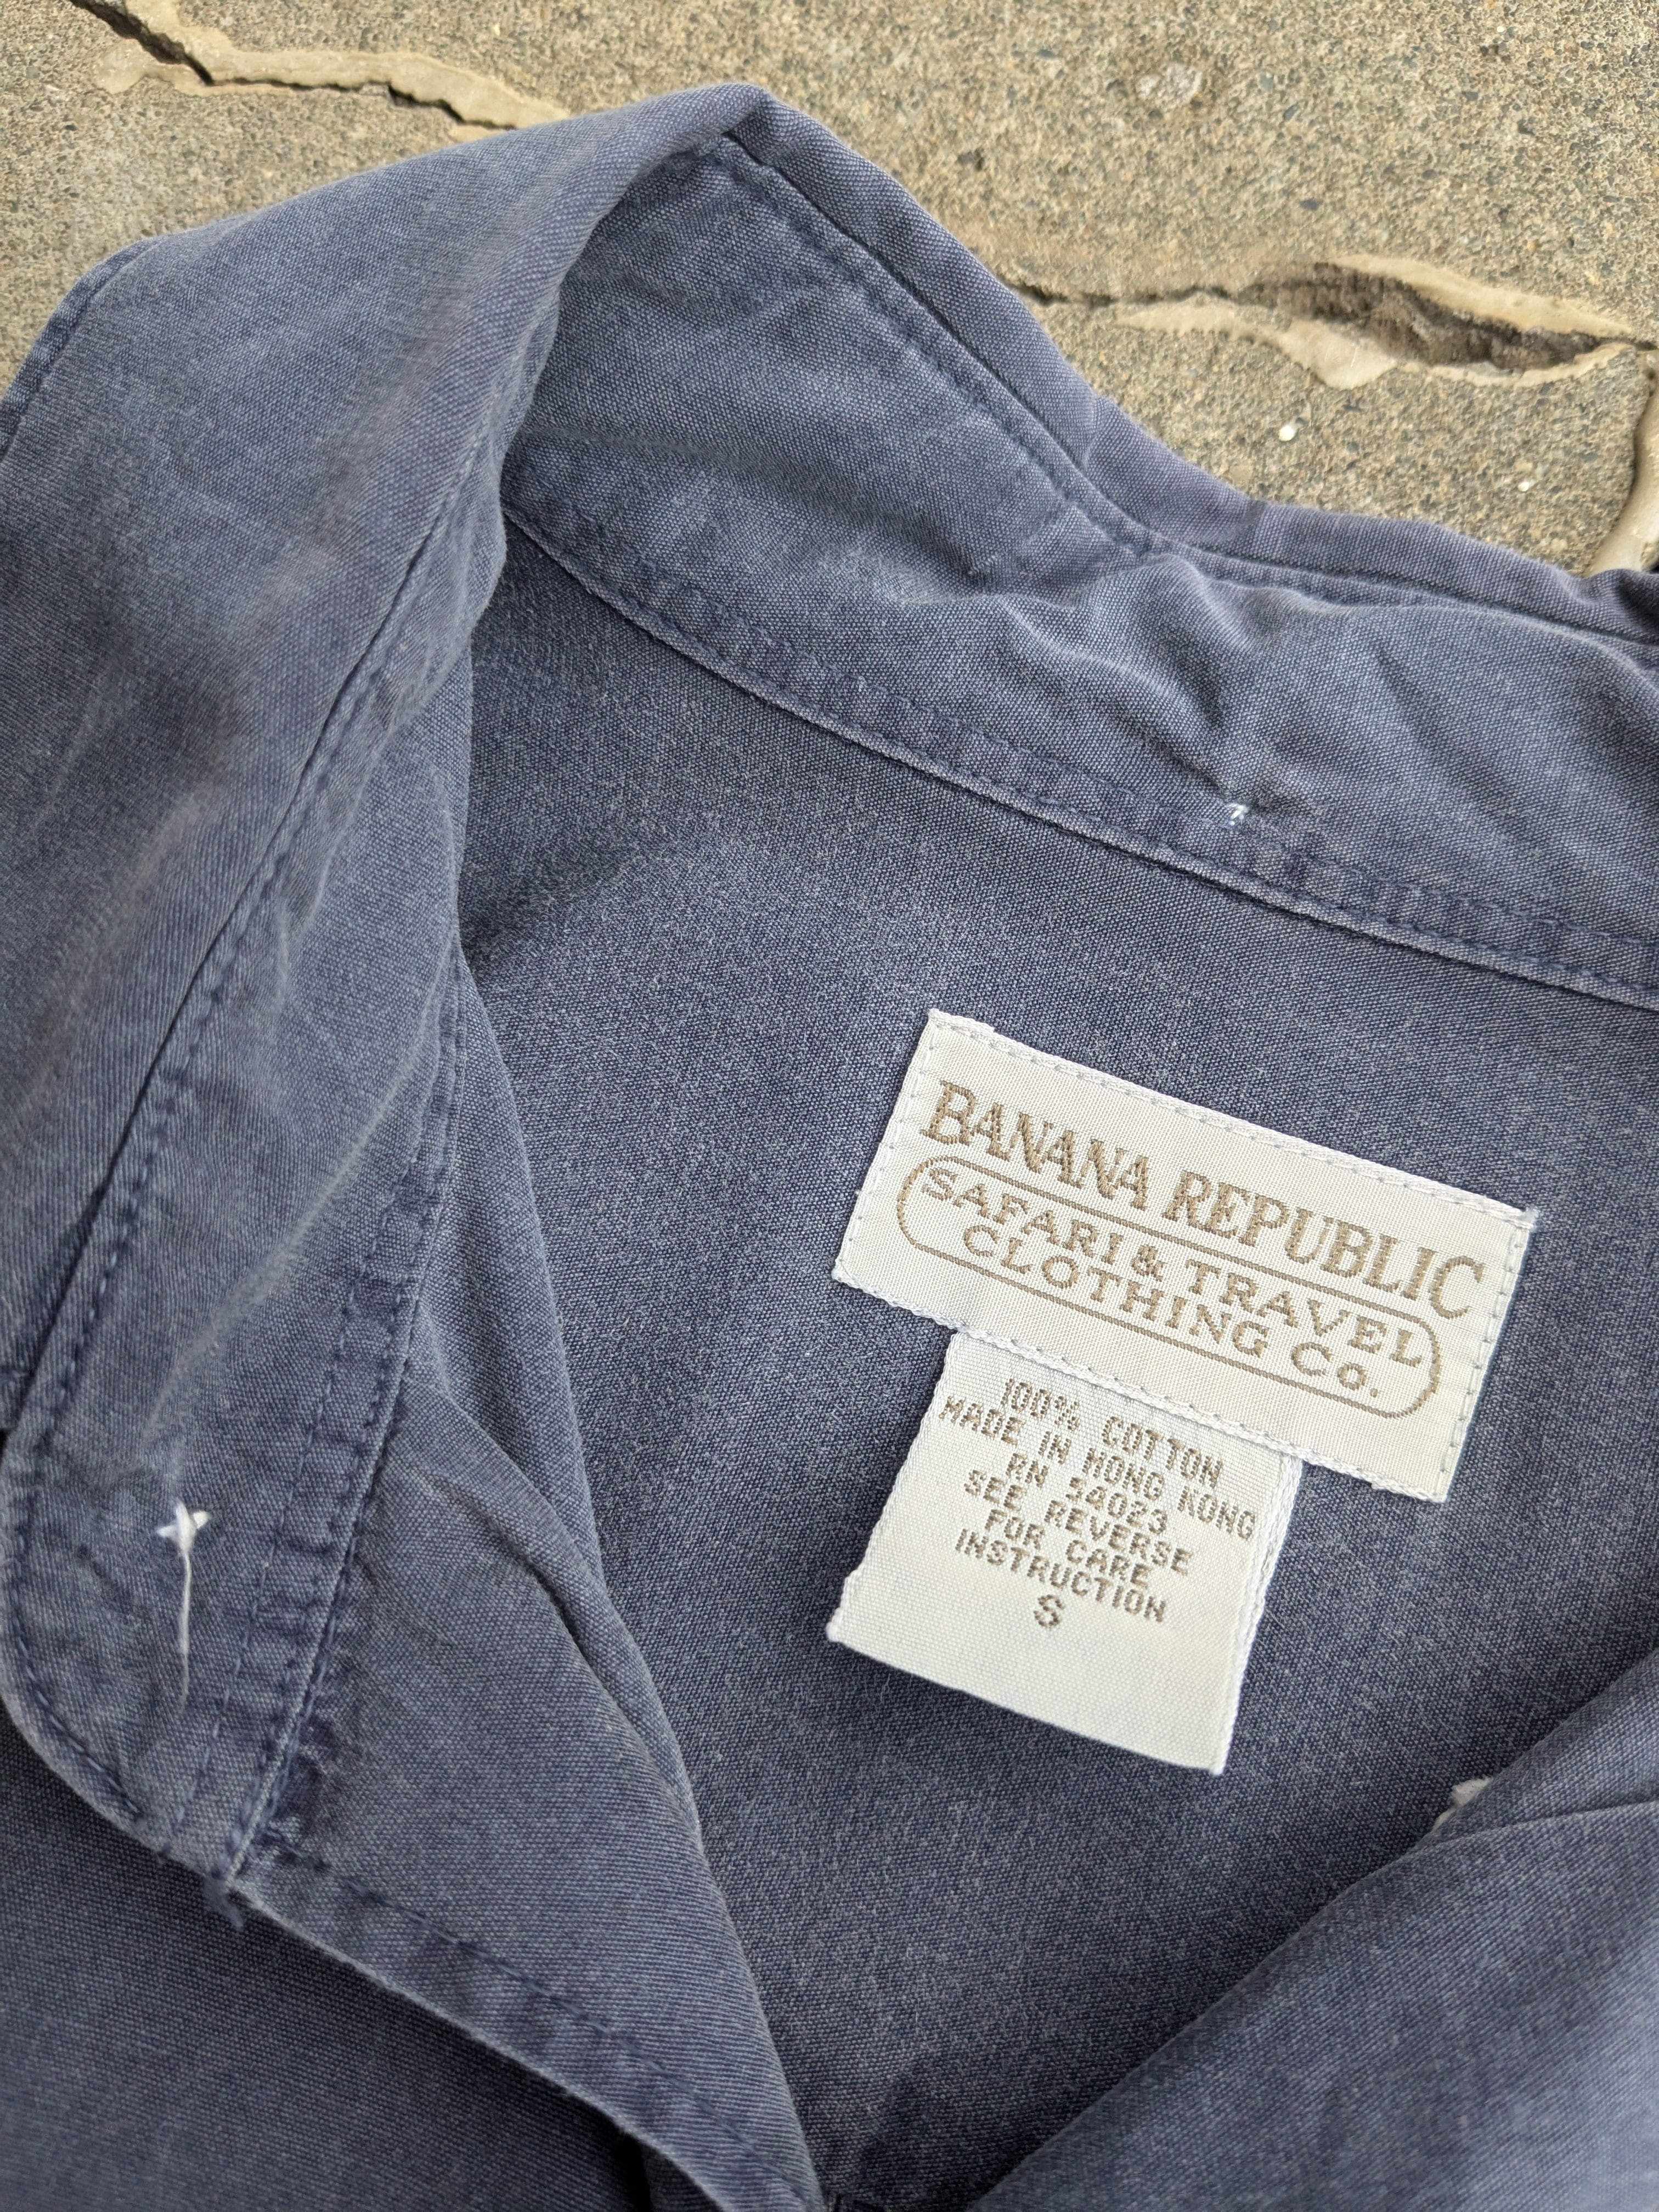 BANANA REPUBLIC
SAFARI & TRAVEL
CLOTHING CO.
100% COTTON
MADE IN HONG KONG
RN 54023
SEE REVERSE
FOR CARE
INSTRUCTION
S